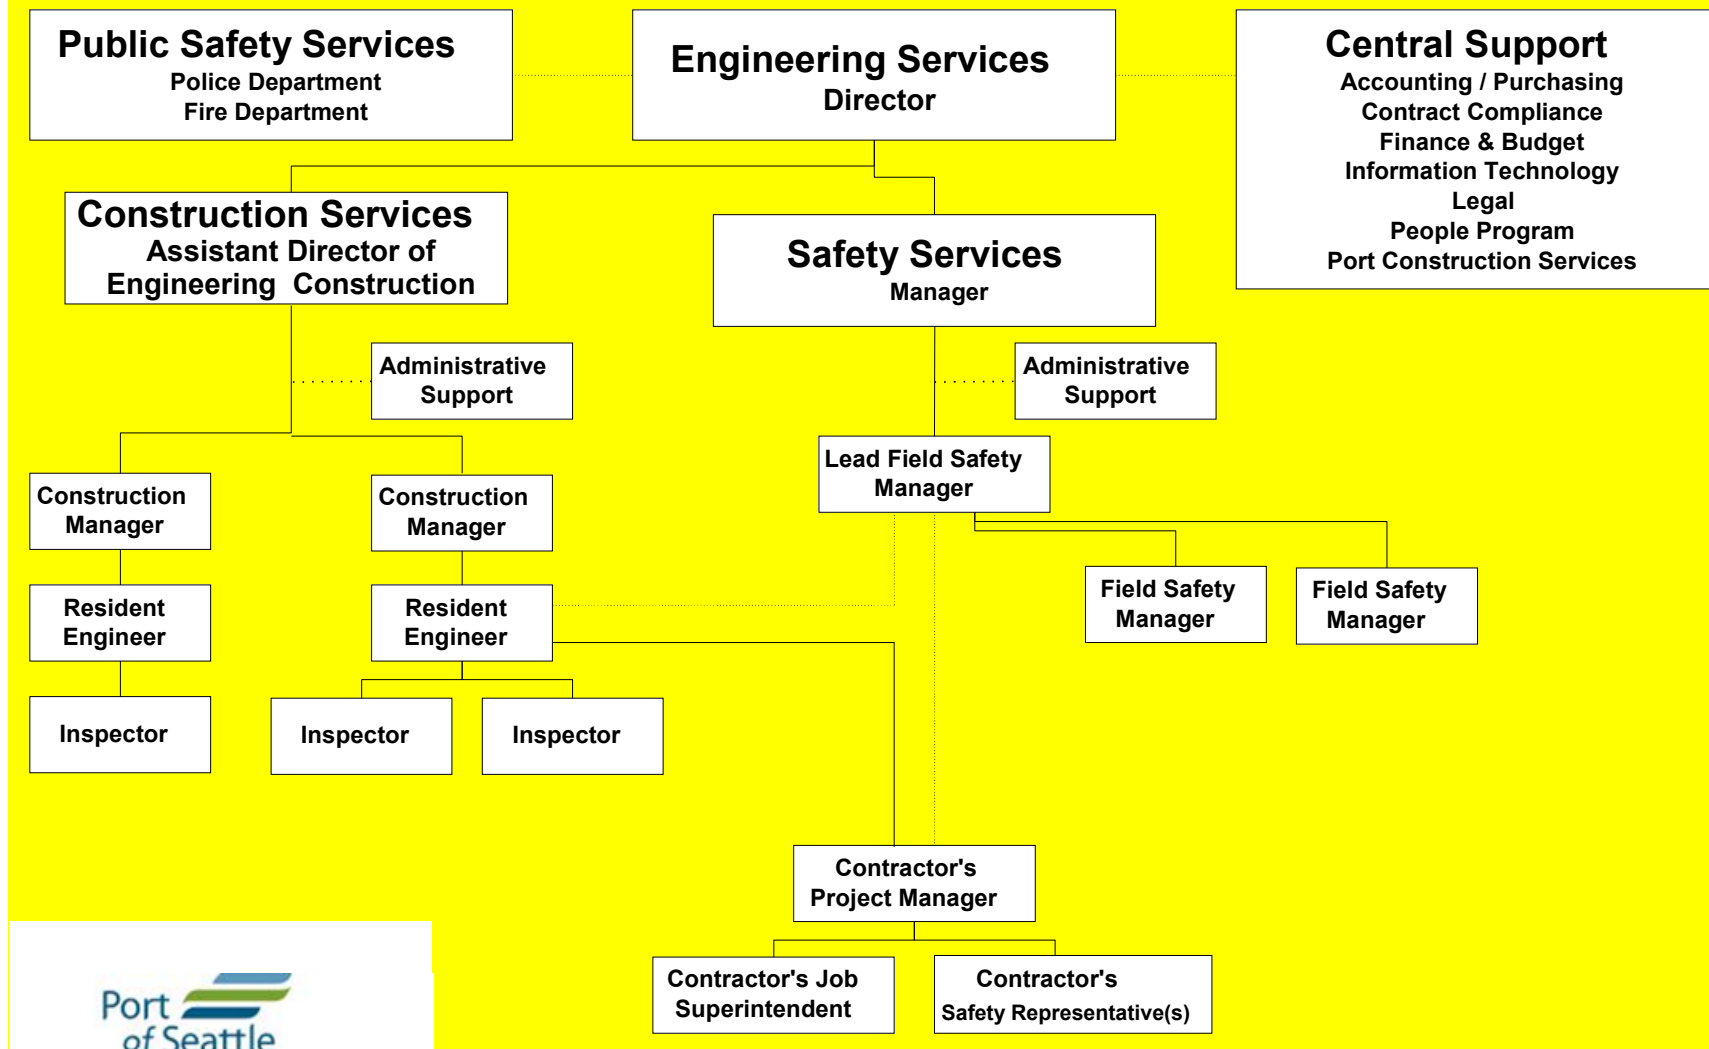 Public Safety Services
Police Department
Fire Department
Engineering Services
Director
Central Support
Accounting / Purchasing
Contract Compliance
Finance & Budget
Information Technology
Legal
People Program
Port Construction Services
Construction Services
Assistant Director of
Engineering Construction
Safety Services
Manager
Administrative
Support
Administrative
Support
Lead Field Safety
Manager
Construction
Manager
Construction
Manager
Field Safety
Manager
Field Safety
Manager
Resident
Engineer
Resident
Engineer
Inspector
Inspector
Inspector
Contractor's
Project Manager
Contractor's Job
Superintendent
Contractor's
Safety Representative(s)
Port
of Seattle